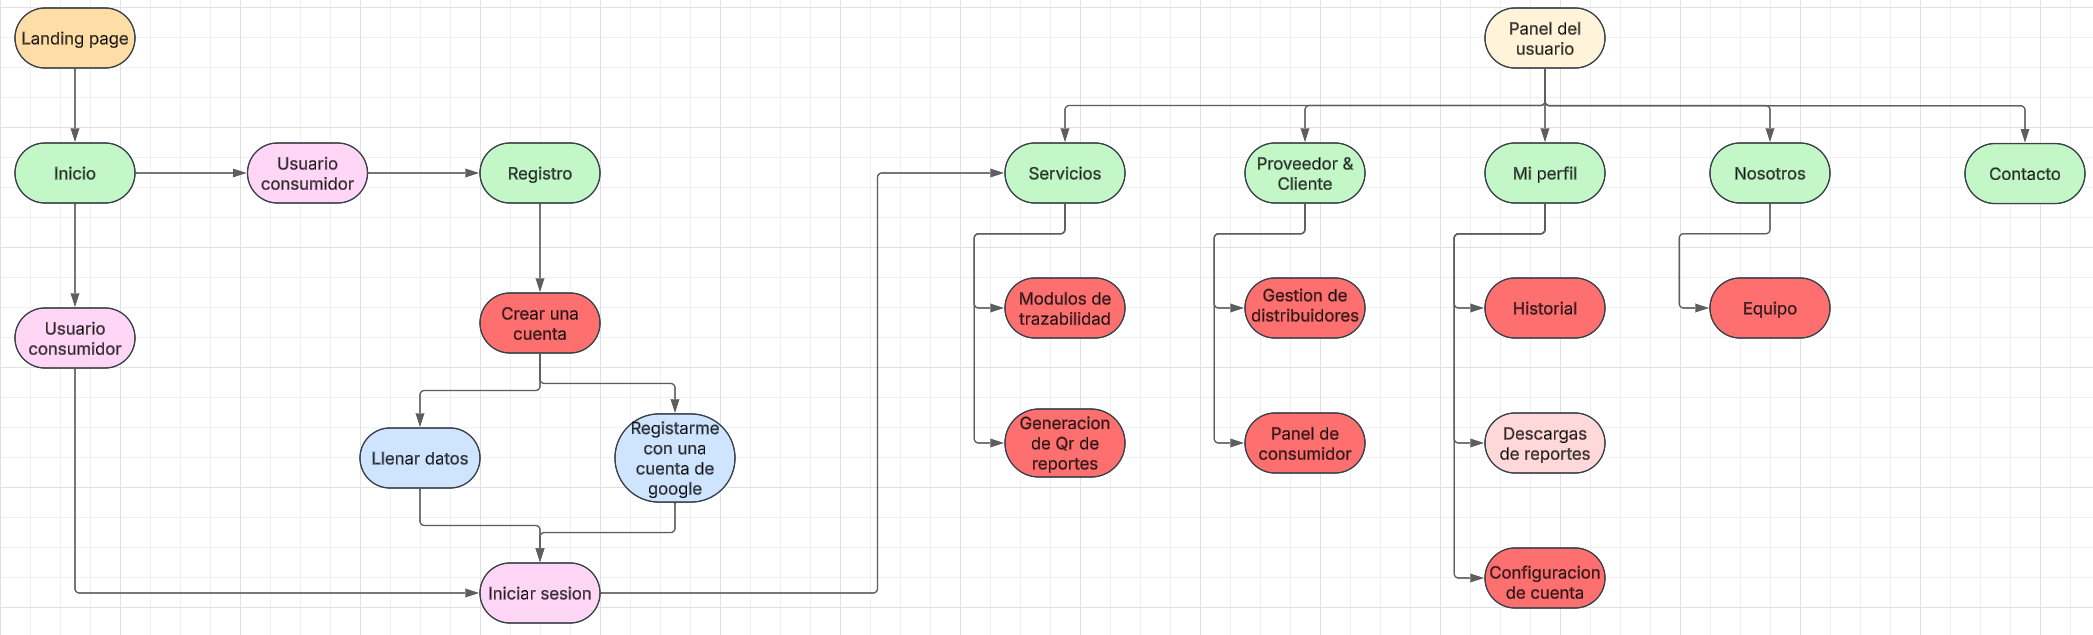 Landing page
Panel del
usuario
Inicio
Usuario
consumidor
Registro
Servicios
Proveedor &
Cliente
Mi perfil
Nosotros
Contacto
Usuario
consumidor
Crear una
cuenta
Modulos de
trazabilidad
Gestion de
distribuidores
Historial
Equipo
Llenar datos
Registarme
con una
cuenta de
google
Generacion
de Qr de
reportes
Panel de
consumidor
Descargas
de reportes
Iniciar sesion
Configuracion
de cuenta